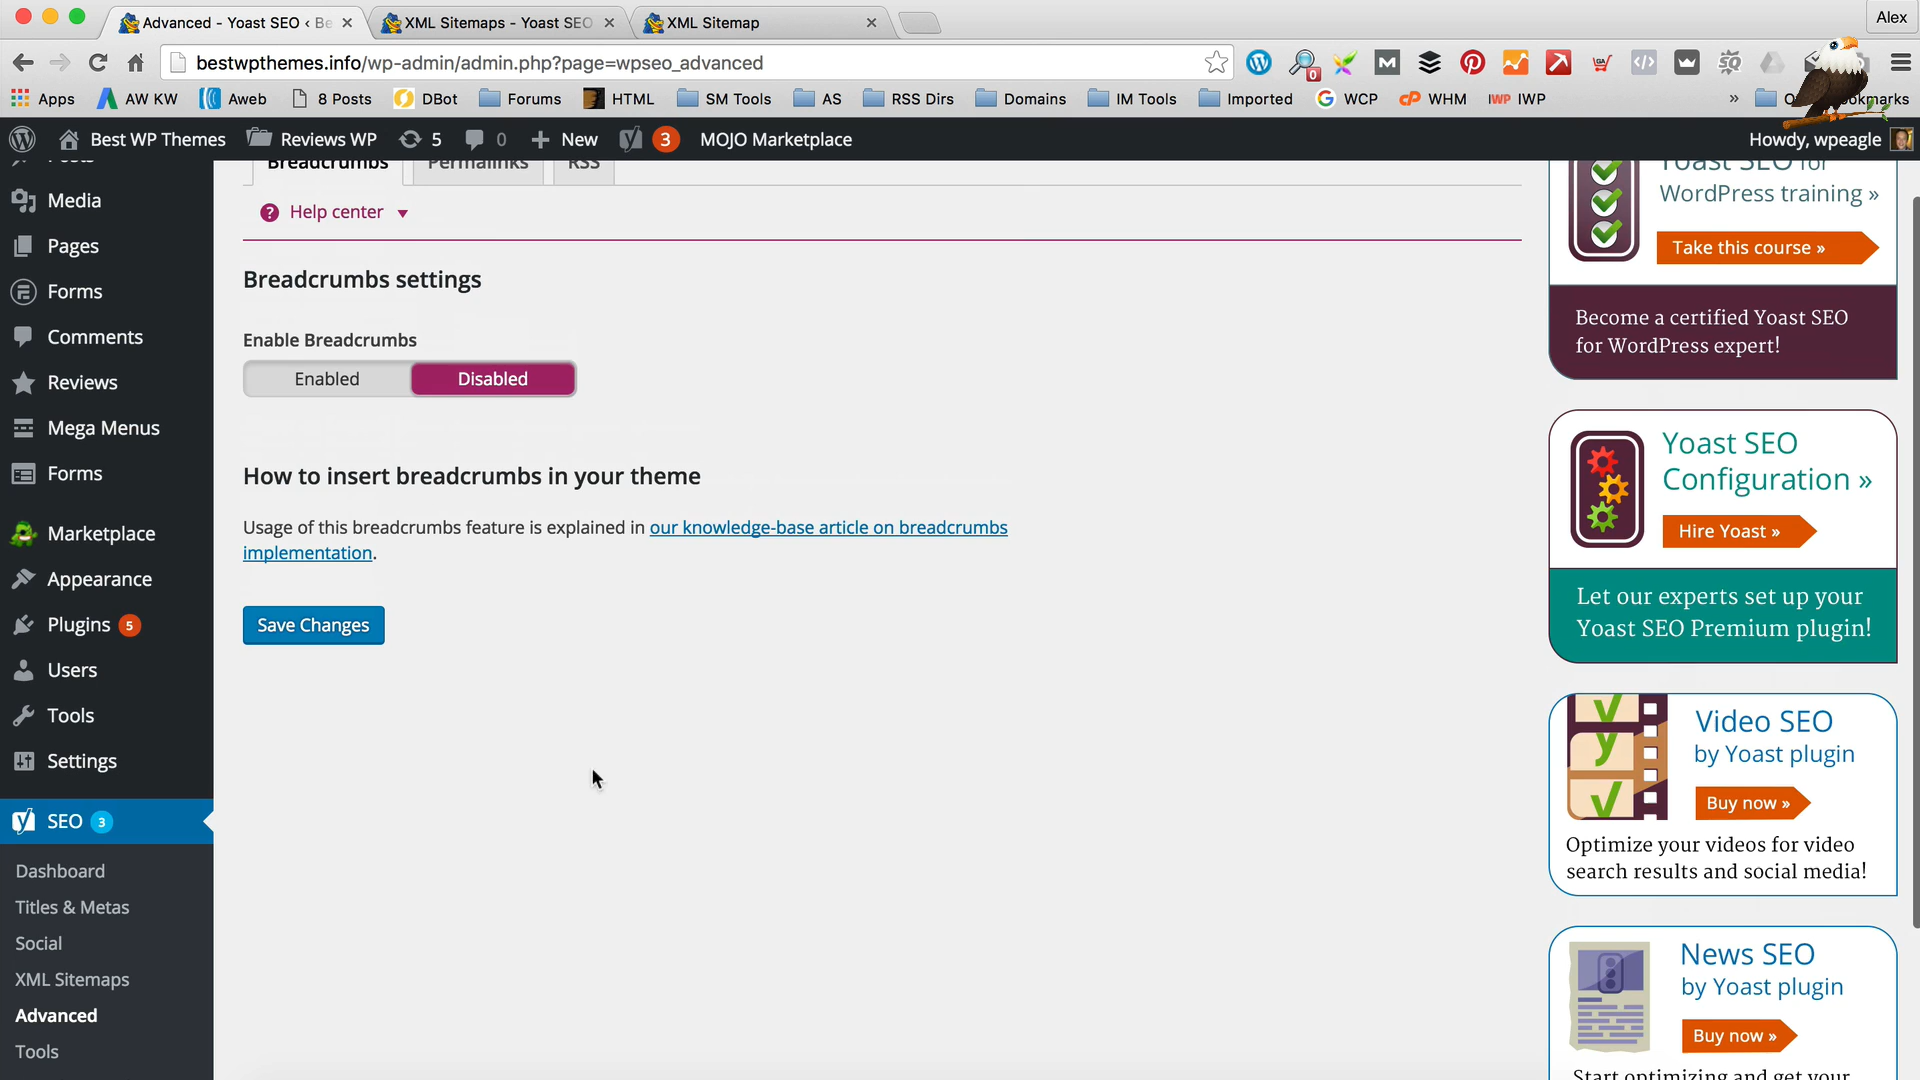 Alex
Advanced - Yoast SEO ‹ Be
XML Sitemaps - Yoast SEO
XML Sitemap
bestwpthemes.info/wp-admin/admin.php?page=wpseo_advanced
0
Apps
AW KW
Aweb
8 Posts
DBot
Forums
HTML
SM Tools
AS
RSS Dirs
Domains
IM Tools
Imported
WCP
WHM
IWP
IWP
»
Best WP Themes
Reviews WP
5
0
New
3
MOJO Marketplace
Howdy, wpeagle
Posts
Media
Pages
Forms
Comments
Reviews
Mega Menus
Forms
Marketplace
Appearance
Plugins 5
Users
Tools
Settings
SEO 3
Dashboard
Titles & Metas
Social
XML Sitemaps
Advanced
Tools
Breadcrumbs
Permalinks
RSS
Help center
Breadcrumbs settings
Enable Breadcrumbs
Enabled
Disabled
How to insert breadcrumbs in your theme
Usage of this breadcrumbs feature is explained in our knowledge-base article on breadcrumbs
implementation.
Save Changes
Yoast SEO for
WordPress training »
Take this course »
Become a certified Yoast SEO
for WordPress expert!
Yoast SEO
Configuration »
Hire Yoast »
Let our experts set up your
Yoast SEO Premium plugin!
Video SEO
by Yoast plugin
Buy now »
Optimize your videos for video
search results and social media!
News SEO
by Yoast plugin
Buy now »
Start optimizing and get your